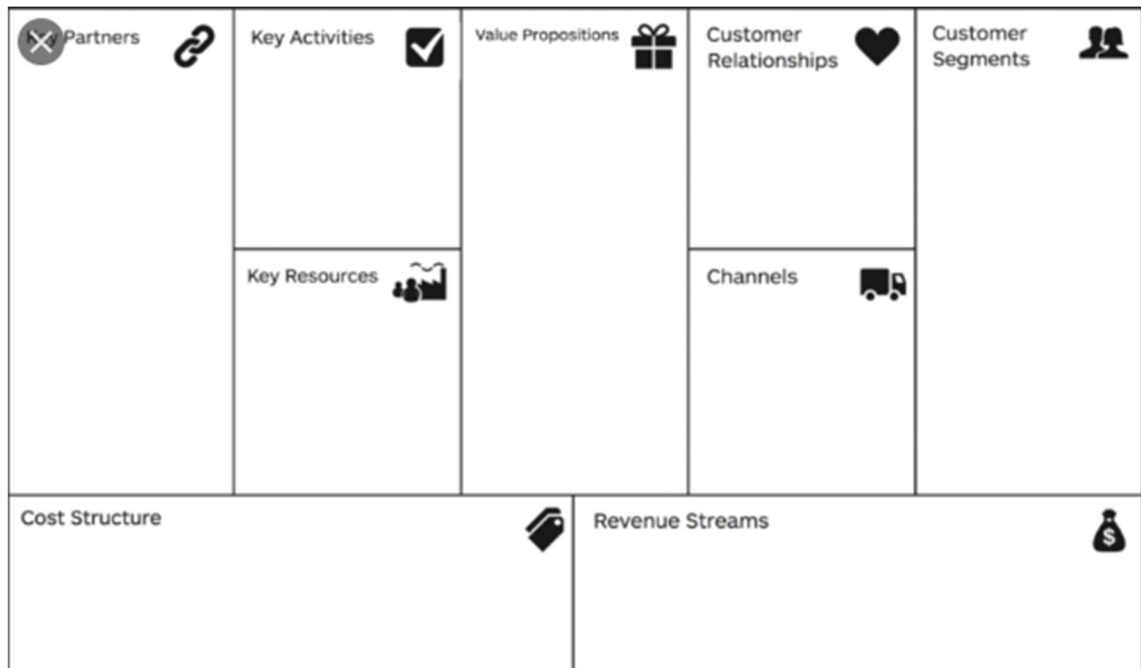 Partners
Key Activities
Value Propositions
Customer
Relationships
Customer
Segments
Key Resources
Channels
Cost Structure
Revenue Streams
$